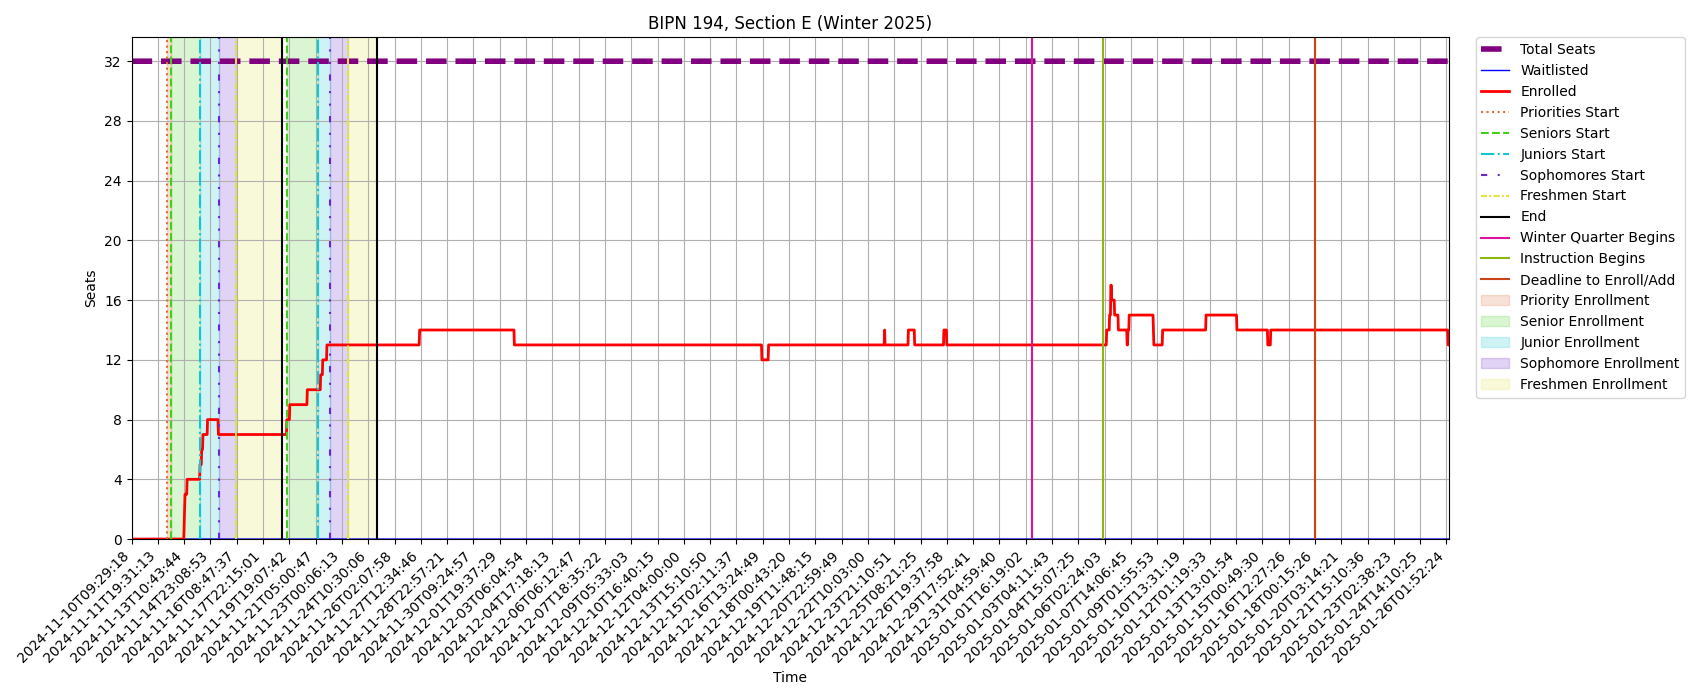 BIPN 194, Section E (Winter 2025)
Seats
32
28
24
20
16
12
8
4
0
2024-11-10T09:29:18
2024-11-11T19:31:13
2024-11-13T10:43:44
2024-11-14T23:08:53
2024-11-16T08:47:37
2024-11-17T22:15:01
2024-11-19T19:07:42
2024-11-21T05:00:47
2024-11-23T00:06:13
2024-11-24T10:30:06
2024-11-26T02:07:58
2024-11-27T12:34:46
2024-11-28T22:57:21
2024-11-30T09:24:57
2024-12-01T19:37:29
2024-12-03T06:04:54
2024-12-04T17:18:13
2024-12-06T06:12:47
2024-12-07T18:35:22
2024-12-09T05:33:03
2024-12-10T16:40:15
2024-12-12T04:00:00
2024-12-13T15:10:50
2024-12-15T02:11:37
2024-12-16T13:24:49
2024-12-18T00:43:20
2024-12-19T11:48:15
2024-12-20T22:59:49
2024-12-22T10:03:00
2024-12-23T21:10:51
2024-12-25T08:21:25
2024-12-26T19:37:58
2024-12-29T17:52:41
2024-12-31T04:59:40
2025-01-01T16:19:02
2025-01-03T04:11:43
2025-01-04T15:07:25
2025-01-06T02:24:03
2025-01-07T14:06:45
2025-01-09T01:55:53
2025-01-10T13:31:19
2025-01-12T01:19:33
2025-01-13T13:01:54
2025-01-15T00:49:30
2025-01-16T12:27:26
2025-01-18T00:15:26
2025-01-20T03:14:21
2025-01-21T15:10:36
2025-01-23T02:38:23
2025-01-24T14:10:25
2025-01-26T01:52:24
Time
Total Seats
Waitlisted
Enrolled
Priorities Start
Seniors Start
Juniors Start
Sophomores Start
Freshmen Start
End
Winter Quarter Begins
Instruction Begins
Deadline to Enroll/Add
Priority Enrollment
Senior Enrollment
Junior Enrollment
Sophomore Enrollment
Freshmen Enrollment